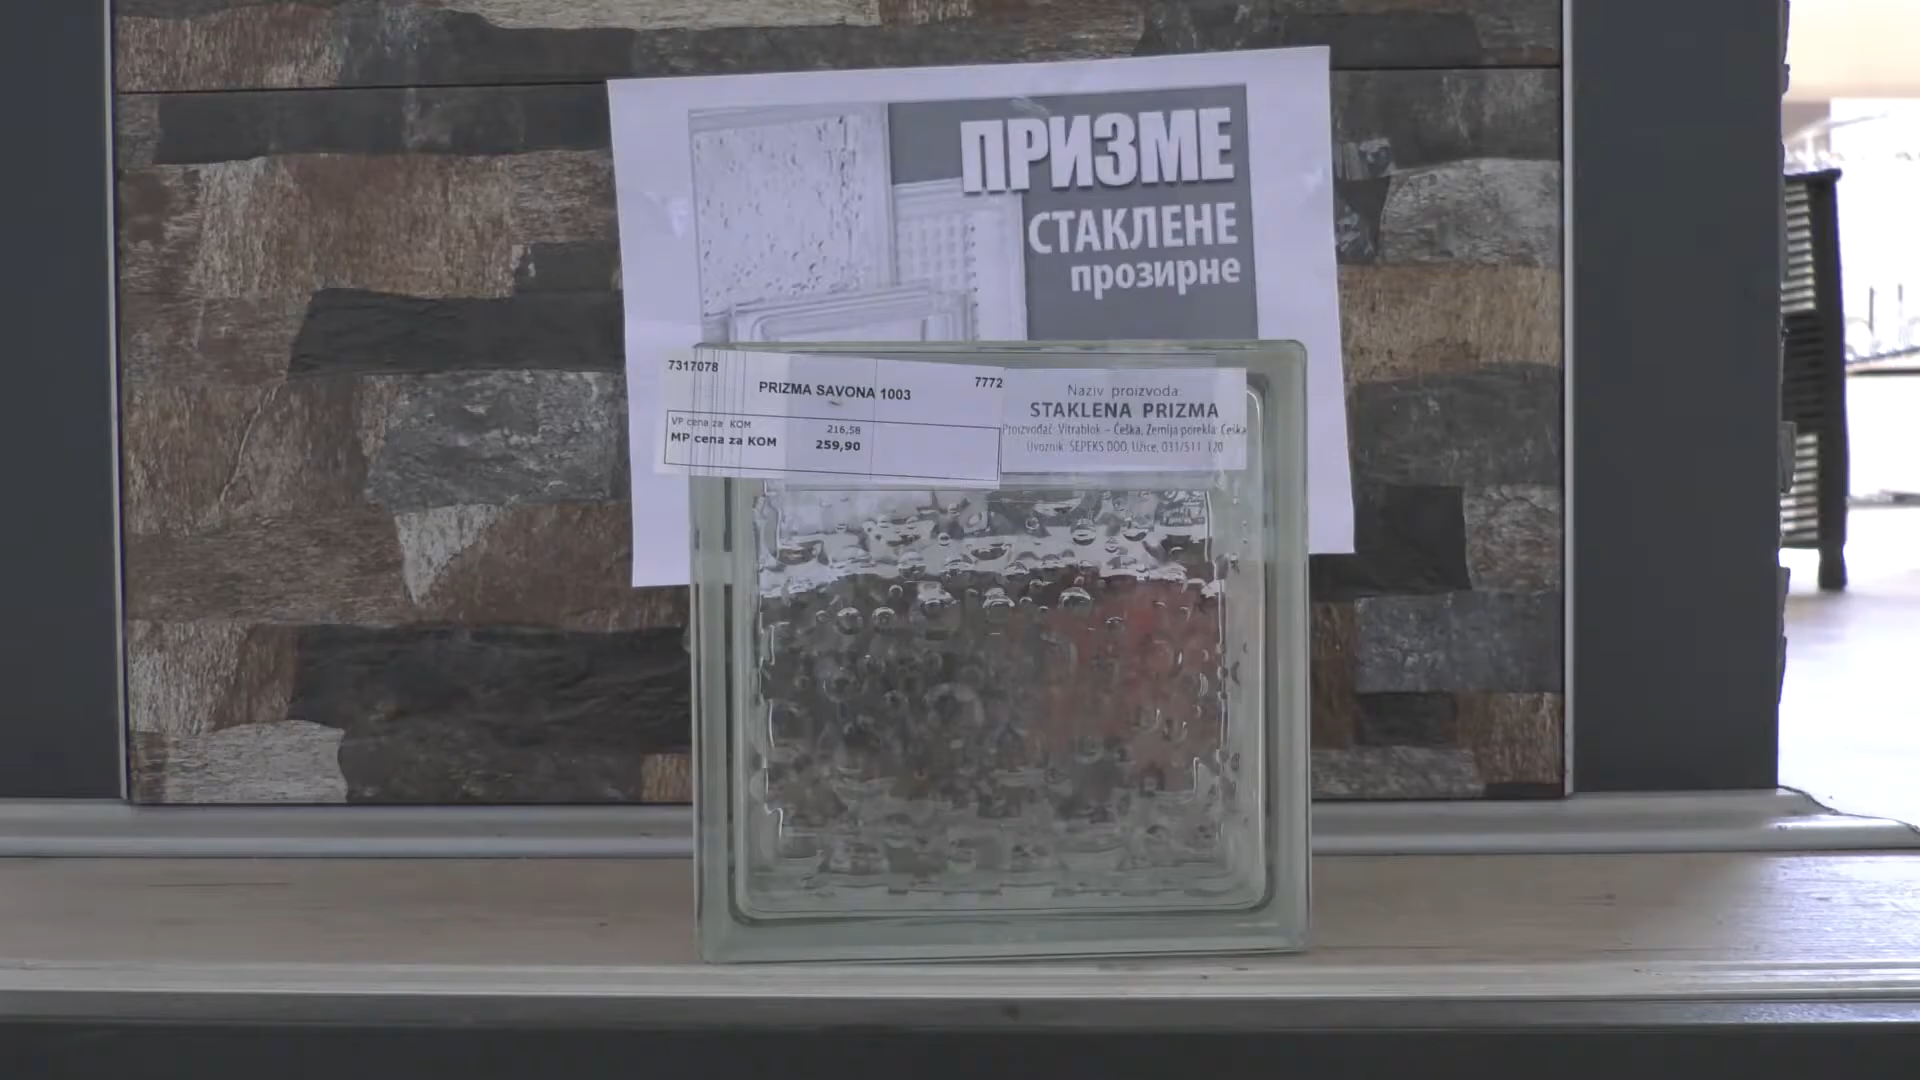 ПРИЗМЕ
СТАКЛЕНЕ
прозирне
7317078
7772
PRIZMA SAVONA 1003
VP cena za KOM 216,58
MP cena za KOM 259,90
Naziv proizvoda:
STAKLENA PRIZMA
Proizvođač: Vitrablok – Češka, Zemlja porekla: Češka
Uvoznik: SEPEKS DOO, Užice, 031/511 120